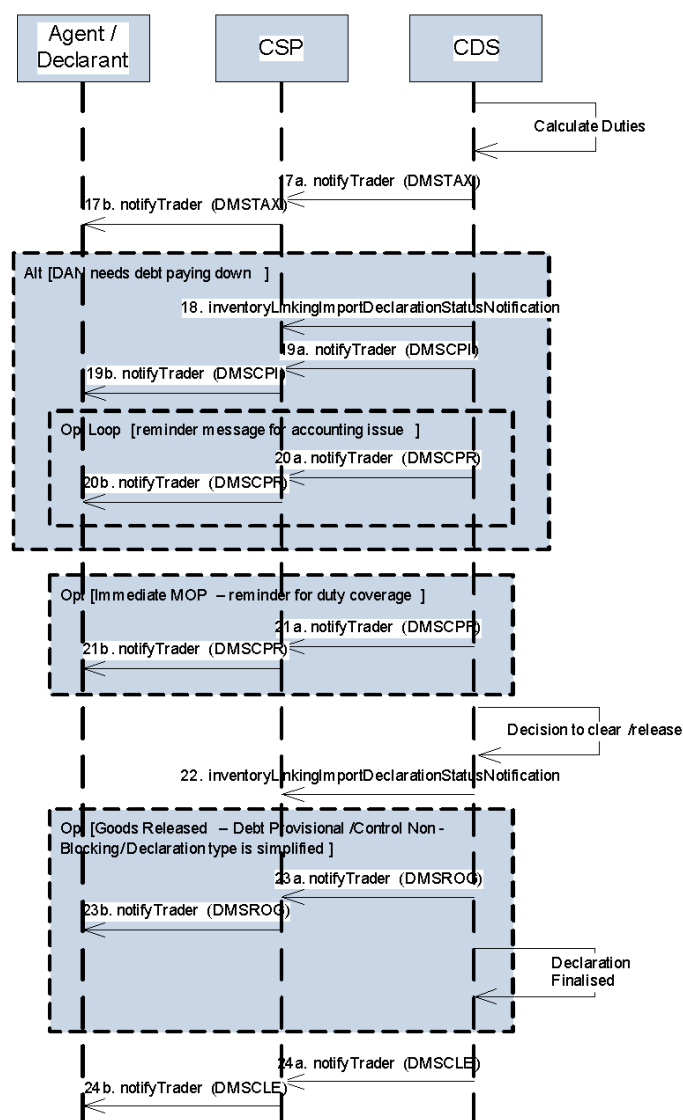 Agent /
Declarant
CSP
CDS
Calculate Duties
17a. notifyTrader (DMSTAX)
17b. notifyTrader (DMSTAX)
Alt [DAN needs debt paying down ]
18. inventoryLinkingImportDeclarationStatusNotification
19a. notifyTrader (DMSCPI)
19b. notifyTrader (DMSCPI)
Op Loop [reminder message for accounting issue ]
20a. notifyTrader (DMSCPR)
20b. notifyTrader (DMSCPR)
Op [Immediate MOP – reminder for duty coverage ]
21a. notifyTrader (DMSCPR)
21b. notifyTrader (DMSCPR)
Decision to clear /release
22. inventoryLinkingImportDeclarationStatusNotification
Op [Goods Released – Debt Provisional /Control Non -
Blocking/Declaration type is simplified ]
23a. notifyTrader (DMSROG)
23b. notifyTrader (DMSROG)
Declaration
Finalised
24a. notifyTrader (DMSCLE)
24b. notifyTrader (DMSCLE)